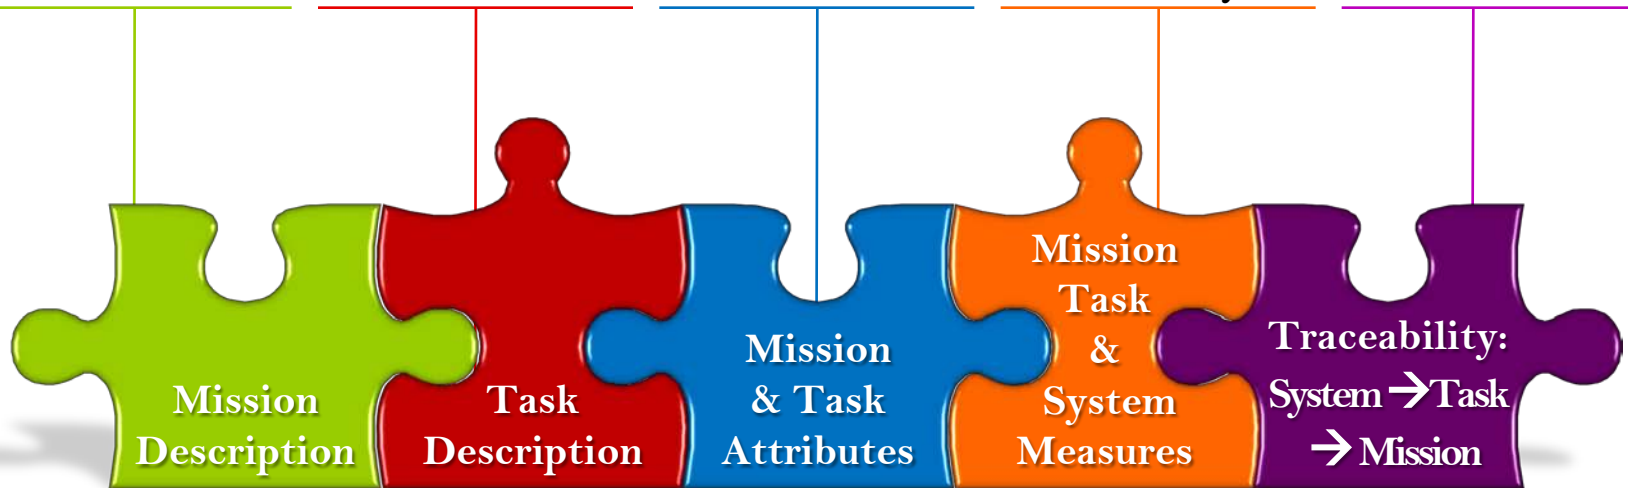 Mission
Description
Task
Description
Mission
& Task
Attributes
Mission
Task
&
System
Measures
Traceability:
System → Task
→ Mission